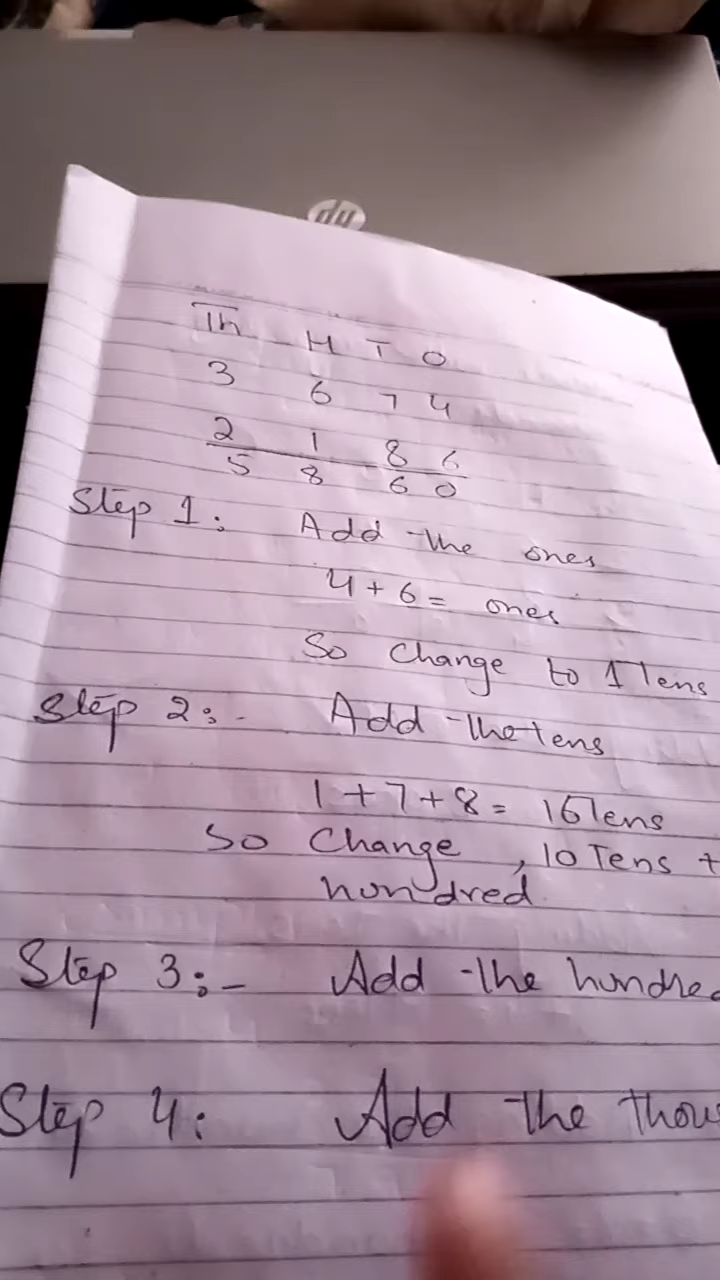 hp
Th H T O
3 6 7 4
2 1 8 6
5 8 6 0
Step 1: Add the ones
4 + 6 = ones
So Change to 1 Tens
Step 2:- Add the tens
1 + 7 + 8 = 16 Tens
So Change , 10 Tens
hundred
Step 3:- Add the
Step 4: Add the